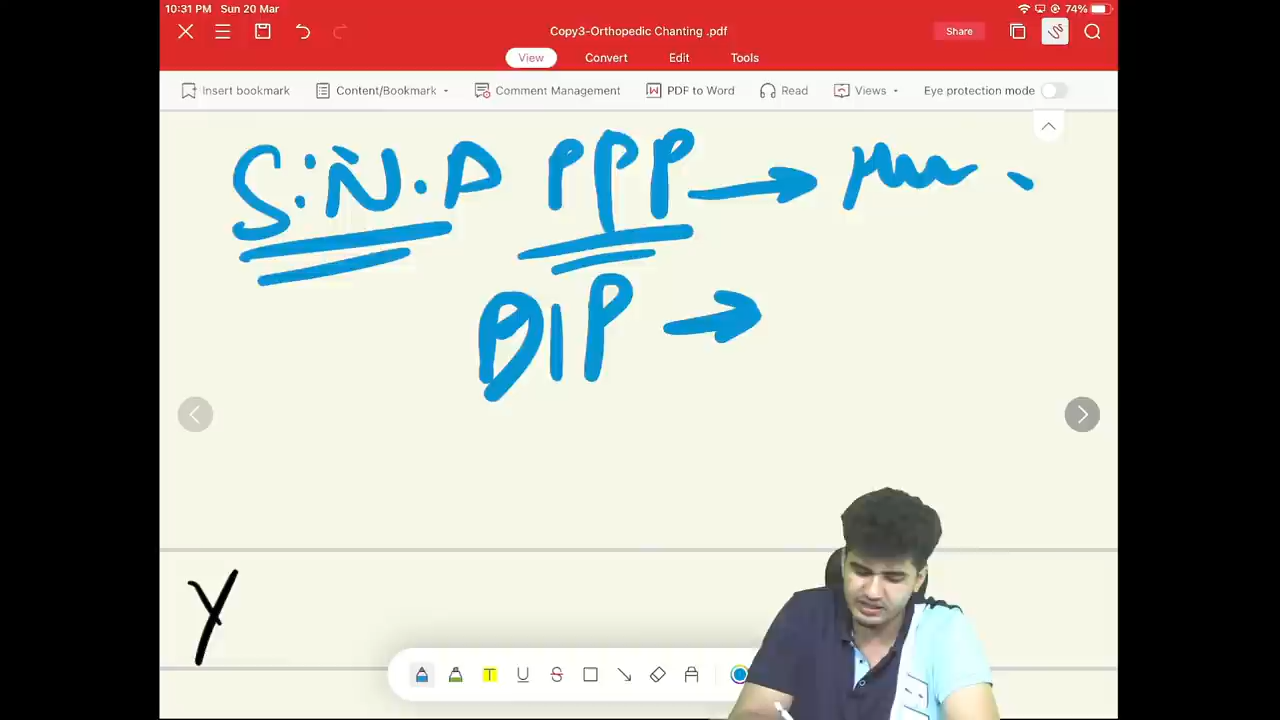 10:31 PM Sun 20 Mar 74%
Copy3-Orthopedic Chanting .pdf
Share
View Convert Edit Tools
Insert bookmark Content/Bookmark Comment Management PDF to Word Read Views Eye protection mode
S:N.D PPP →
DIP →
Y
T U S